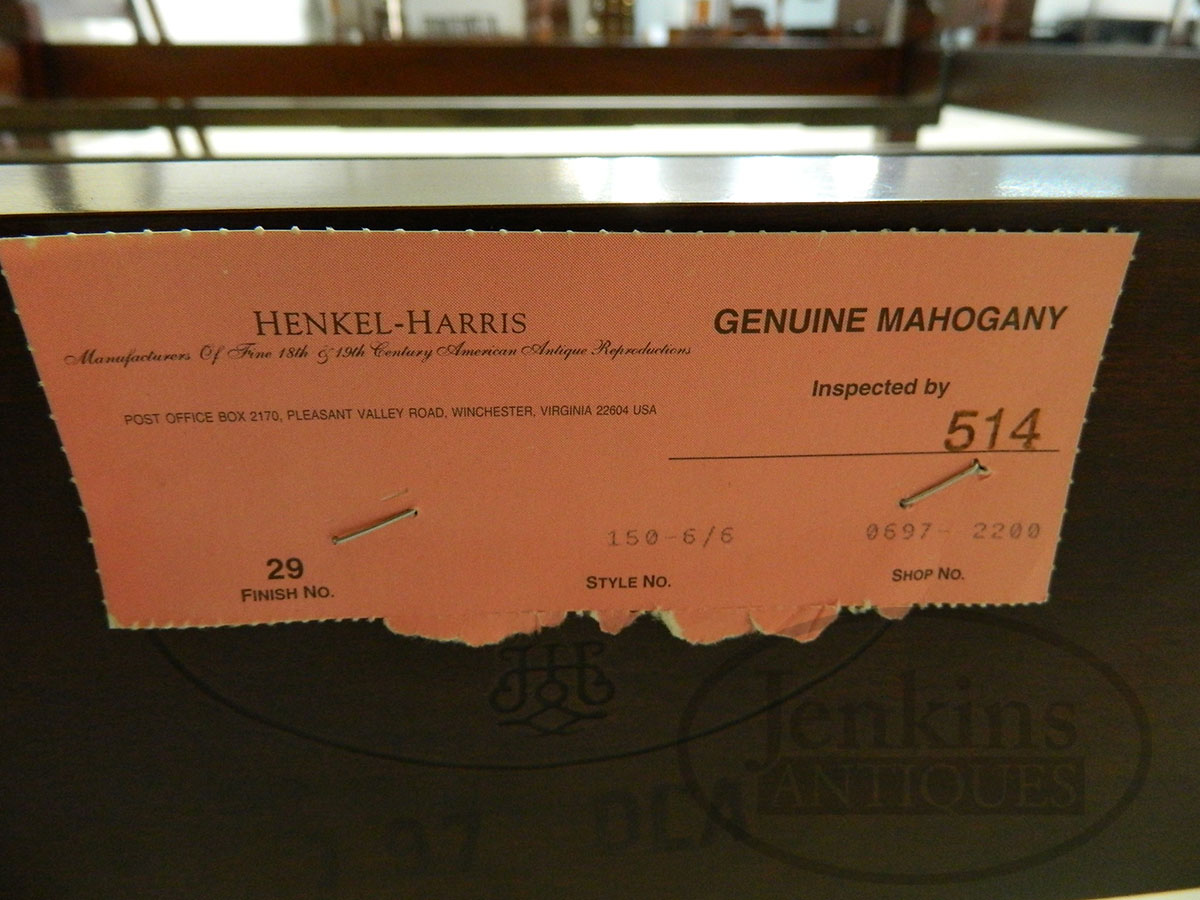 HENKEL-HARRIS
Manufacturers Of Fine 18th & 19th Century American Antique Reproductions
POST OFFICE BOX 2170, PLEASANT VALLEY ROAD, WINCHESTER, VIRGINIA 22604 USA
GENUINE MAHOGANY
Inspected by
514
29
FINISH NO.
150-6/6
STYLE NO.
0697- 2200
SHOP NO.
Jenkins
ANTIQUES
97 DLA